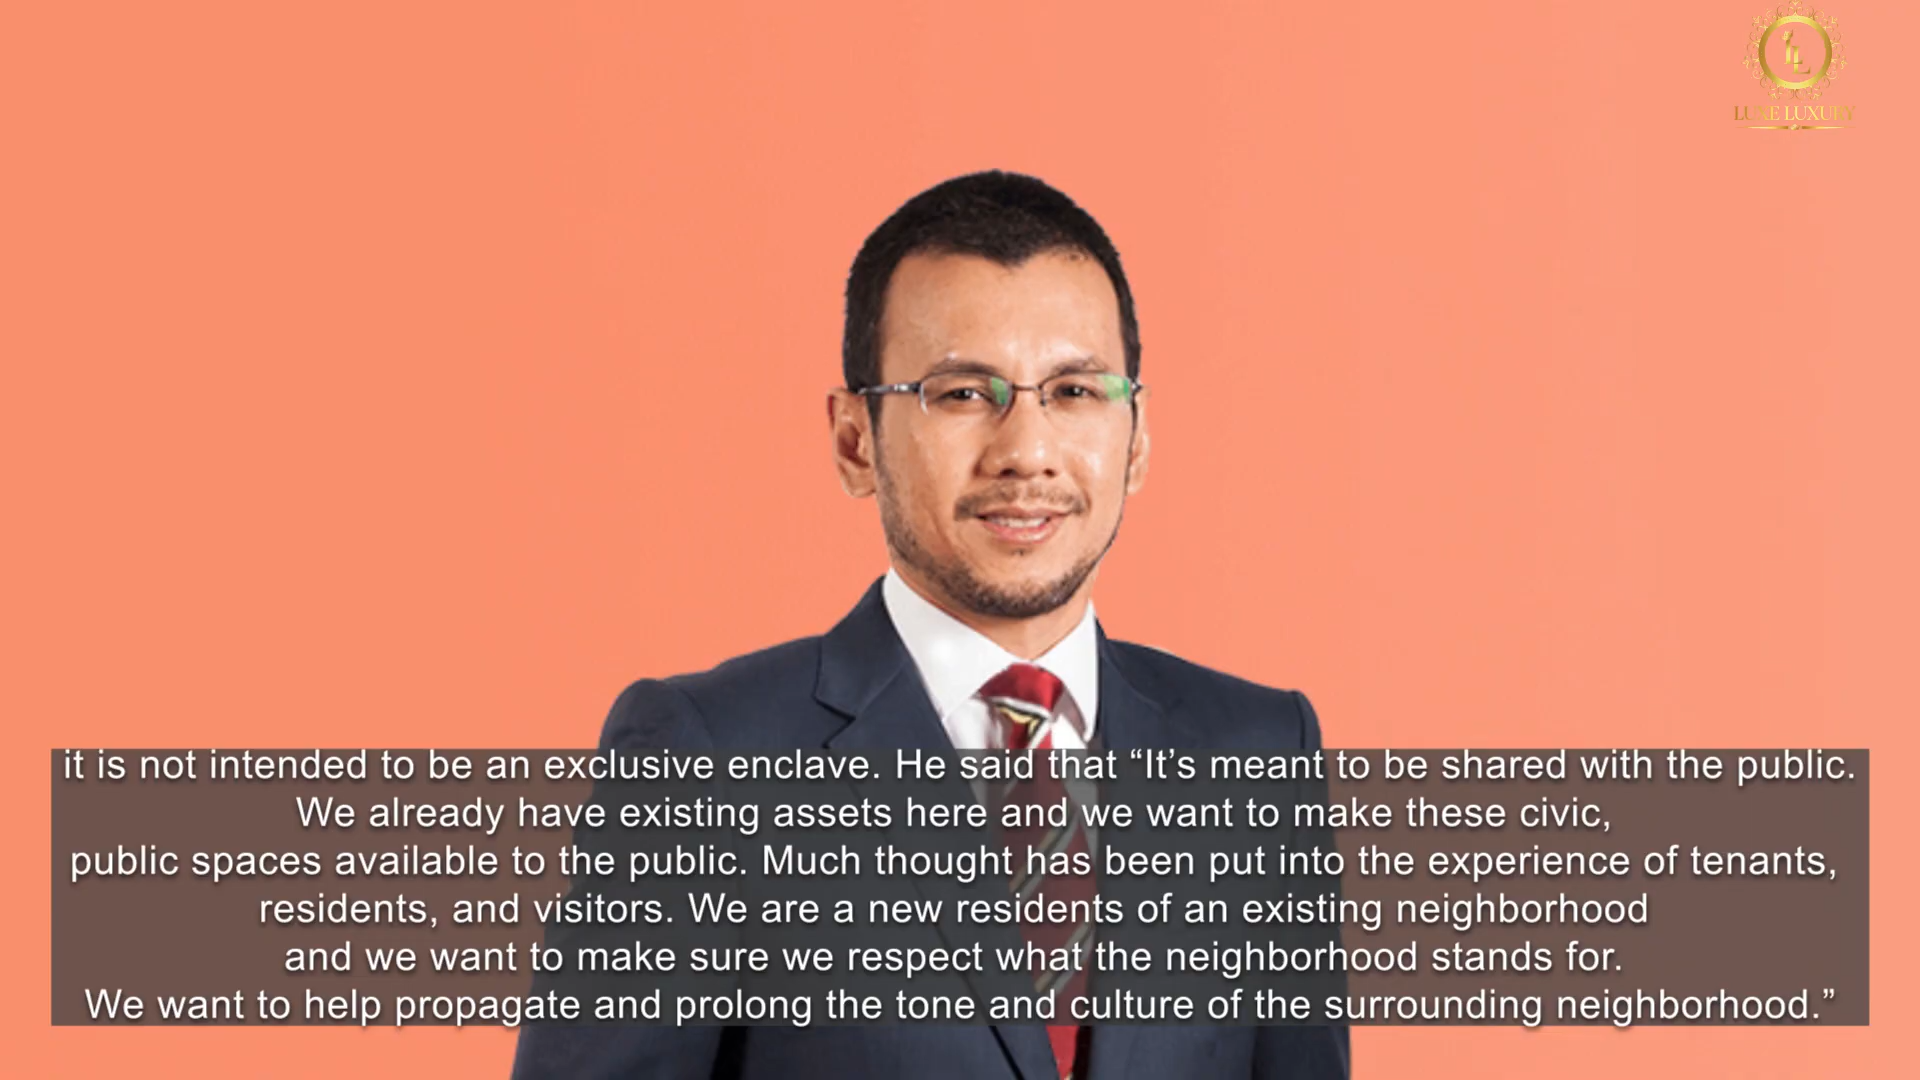 LUXE LUXURY
it is not intended to be an exclusive enclave. He said that “It’s meant to be shared with the public.
We already have existing assets here and we want to make these civic,
public spaces available to the public. Much thought has been put into the experience of tenants,
residents, and visitors. We are a new residents of an existing neighborhood
and we want to make sure we respect what the neighborhood stands for.
We want to help propagate and prolong the tone and culture of the surrounding neighborhood.”